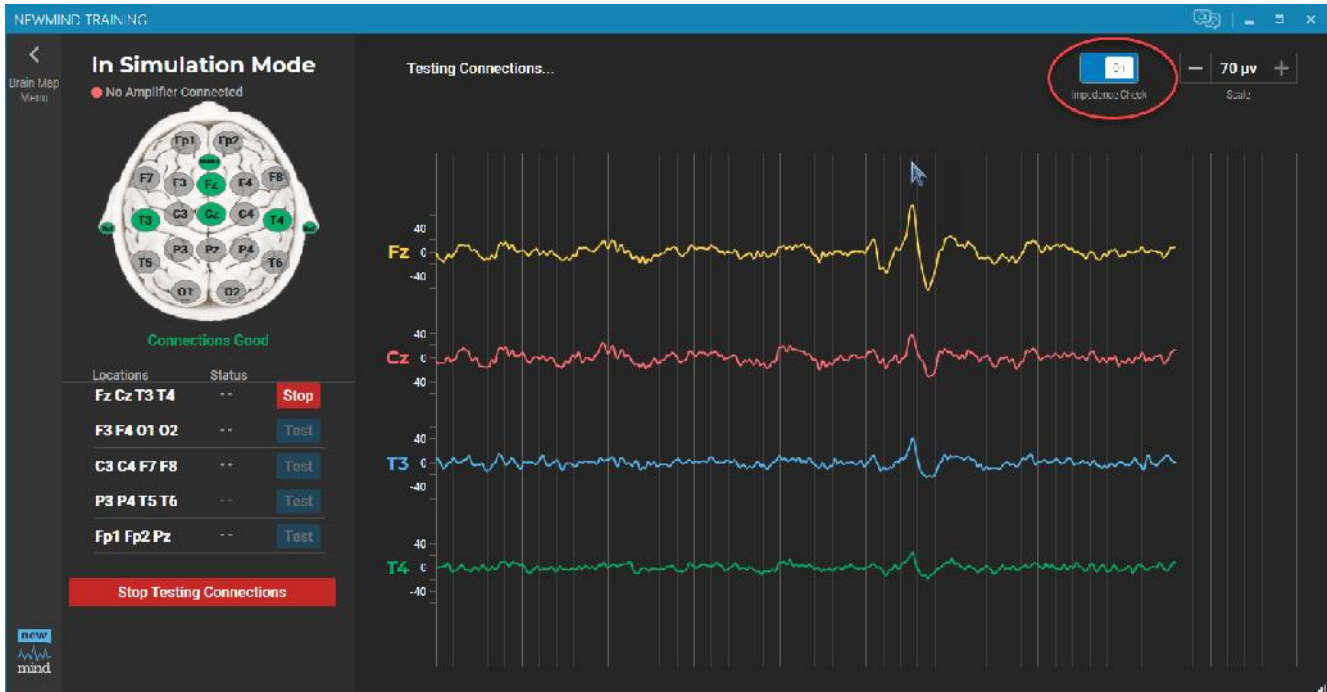 NEWMIND TRAINING
Brain Map
Menu
In Simulation Mode
No Amplifier Connected
Fp1 Fp2
F7 F3 Fz F4 F8
T3 C3 Cz C4 T4
T5 P3 Pz P4 T6
O1 O2
Connections Good
Locations Status
Fz Cz T3 T4 -- Stop
F3 F4 O1 O2 -- Test
C3 C4 F7 F8 -- Test
P3 P4 T5 T6 -- Test
Fp1 Fp2 Pz -- Test
Stop Testing Connections
new
mind
Testing Connections...
On
Impedence Check
70 µv
Scale
40
Fz 0
-40
40
Cz 0
40
40
T3 0
-40
40
T4 0
-40